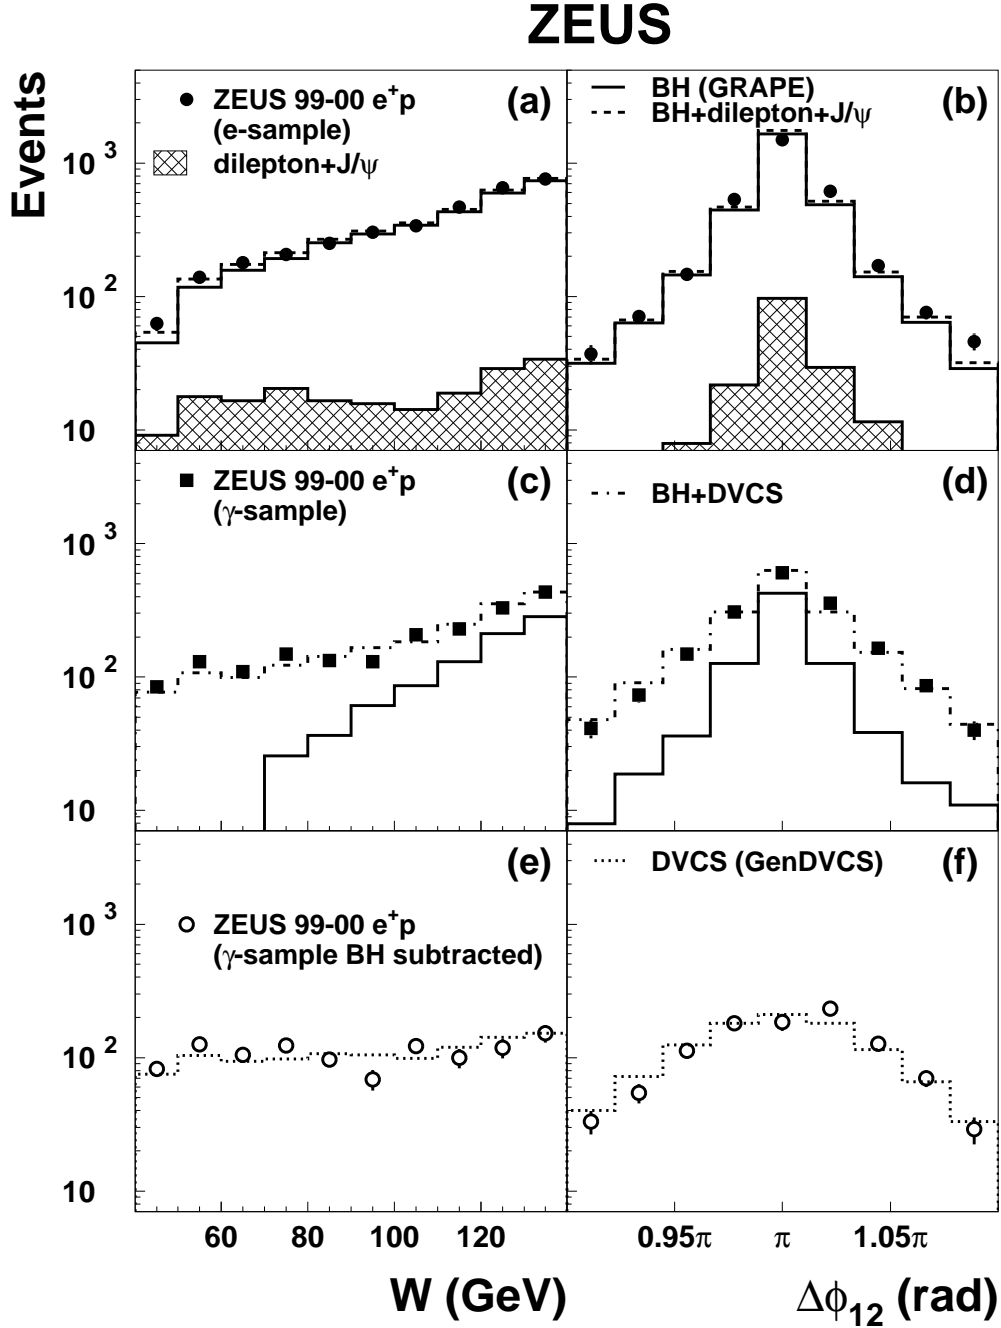 ZEUS
Events
ZEUS 99-00 e⁺p
(e-sample)
dilepton+J/ψ
(a)
10³
10²
10
BH (GRAPE)
BH+dilepton+J/ψ
(b)
ZEUS 99-00 e⁺p
(γ-sample)
(c)
10³
10²
10
BH+DVCS
(d)
ZEUS 99-00 e⁺p
(γ-sample BH subtracted)
(e)
10³
10²
10
DVCS (GenDVCS)
(f)
60 80 100 120
0.95π π 1.05π
W (GeV)
Δϕ₁₂ (rad)